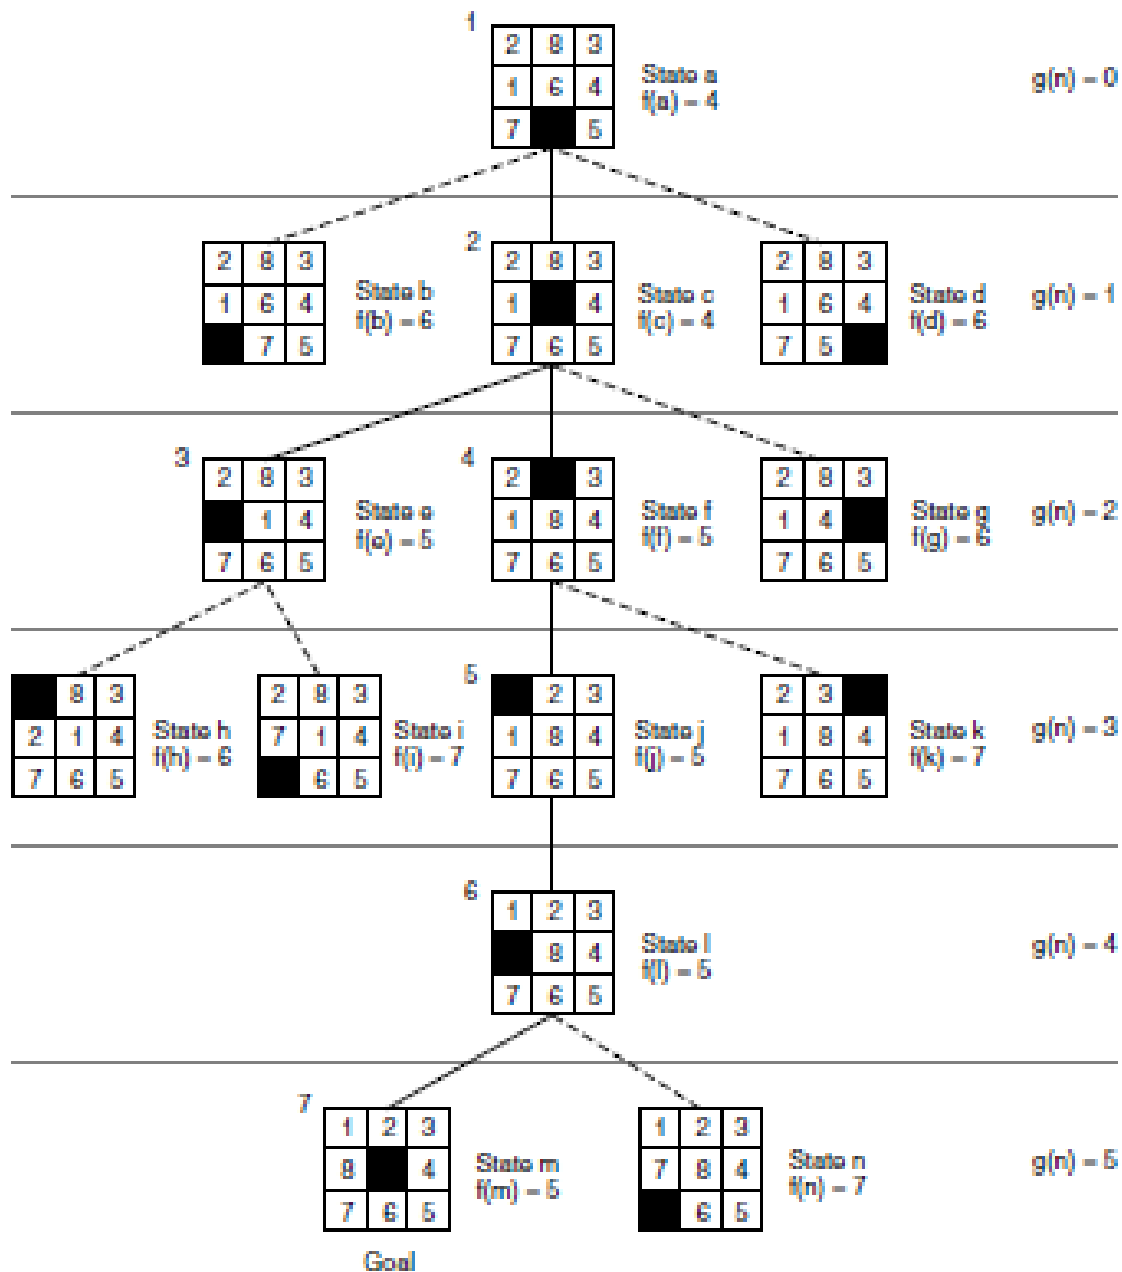 1
2 8 3
1 6 4
7 5
State a
f(a) = 4
g(n) = 0
2 8 3
1 6 4
7 5
State b
f(b) = 6
2
2 8 3
1 4
7 6 5
State c
f(c) = 4
2 8 3
1 6 4
7 5
State d
f(d) = 6
g(n) = 1
3
2 8 3
1 4
7 6 5
State e
f(e) = 5
4
2 3
1 8 4
7 6 5
State f
f(f) = 5
2 8 3
1 4
7 6 5
State g
f(g) = 6
g(n) = 2
8 3
2 1 4
7 6 5
State h
f(h) = 6
2 8 3
7 1 4
6 5
State i
f(i) = 7
5
2 3
1 8 4
7 6 5
State j
f(j) = 5
2 3
1 8 4
7 6 5
State k
f(k) = 7
g(n) = 3
6
1 2 3
8 4
7 6 5
State l
f(l) = 5
g(n) = 4
7
1 2 3
8 4
7 6 5
State m
f(m) = 5
Goal
1 2 3
7 8 4
6 5
State n
f(n) = 7
g(n) = 5